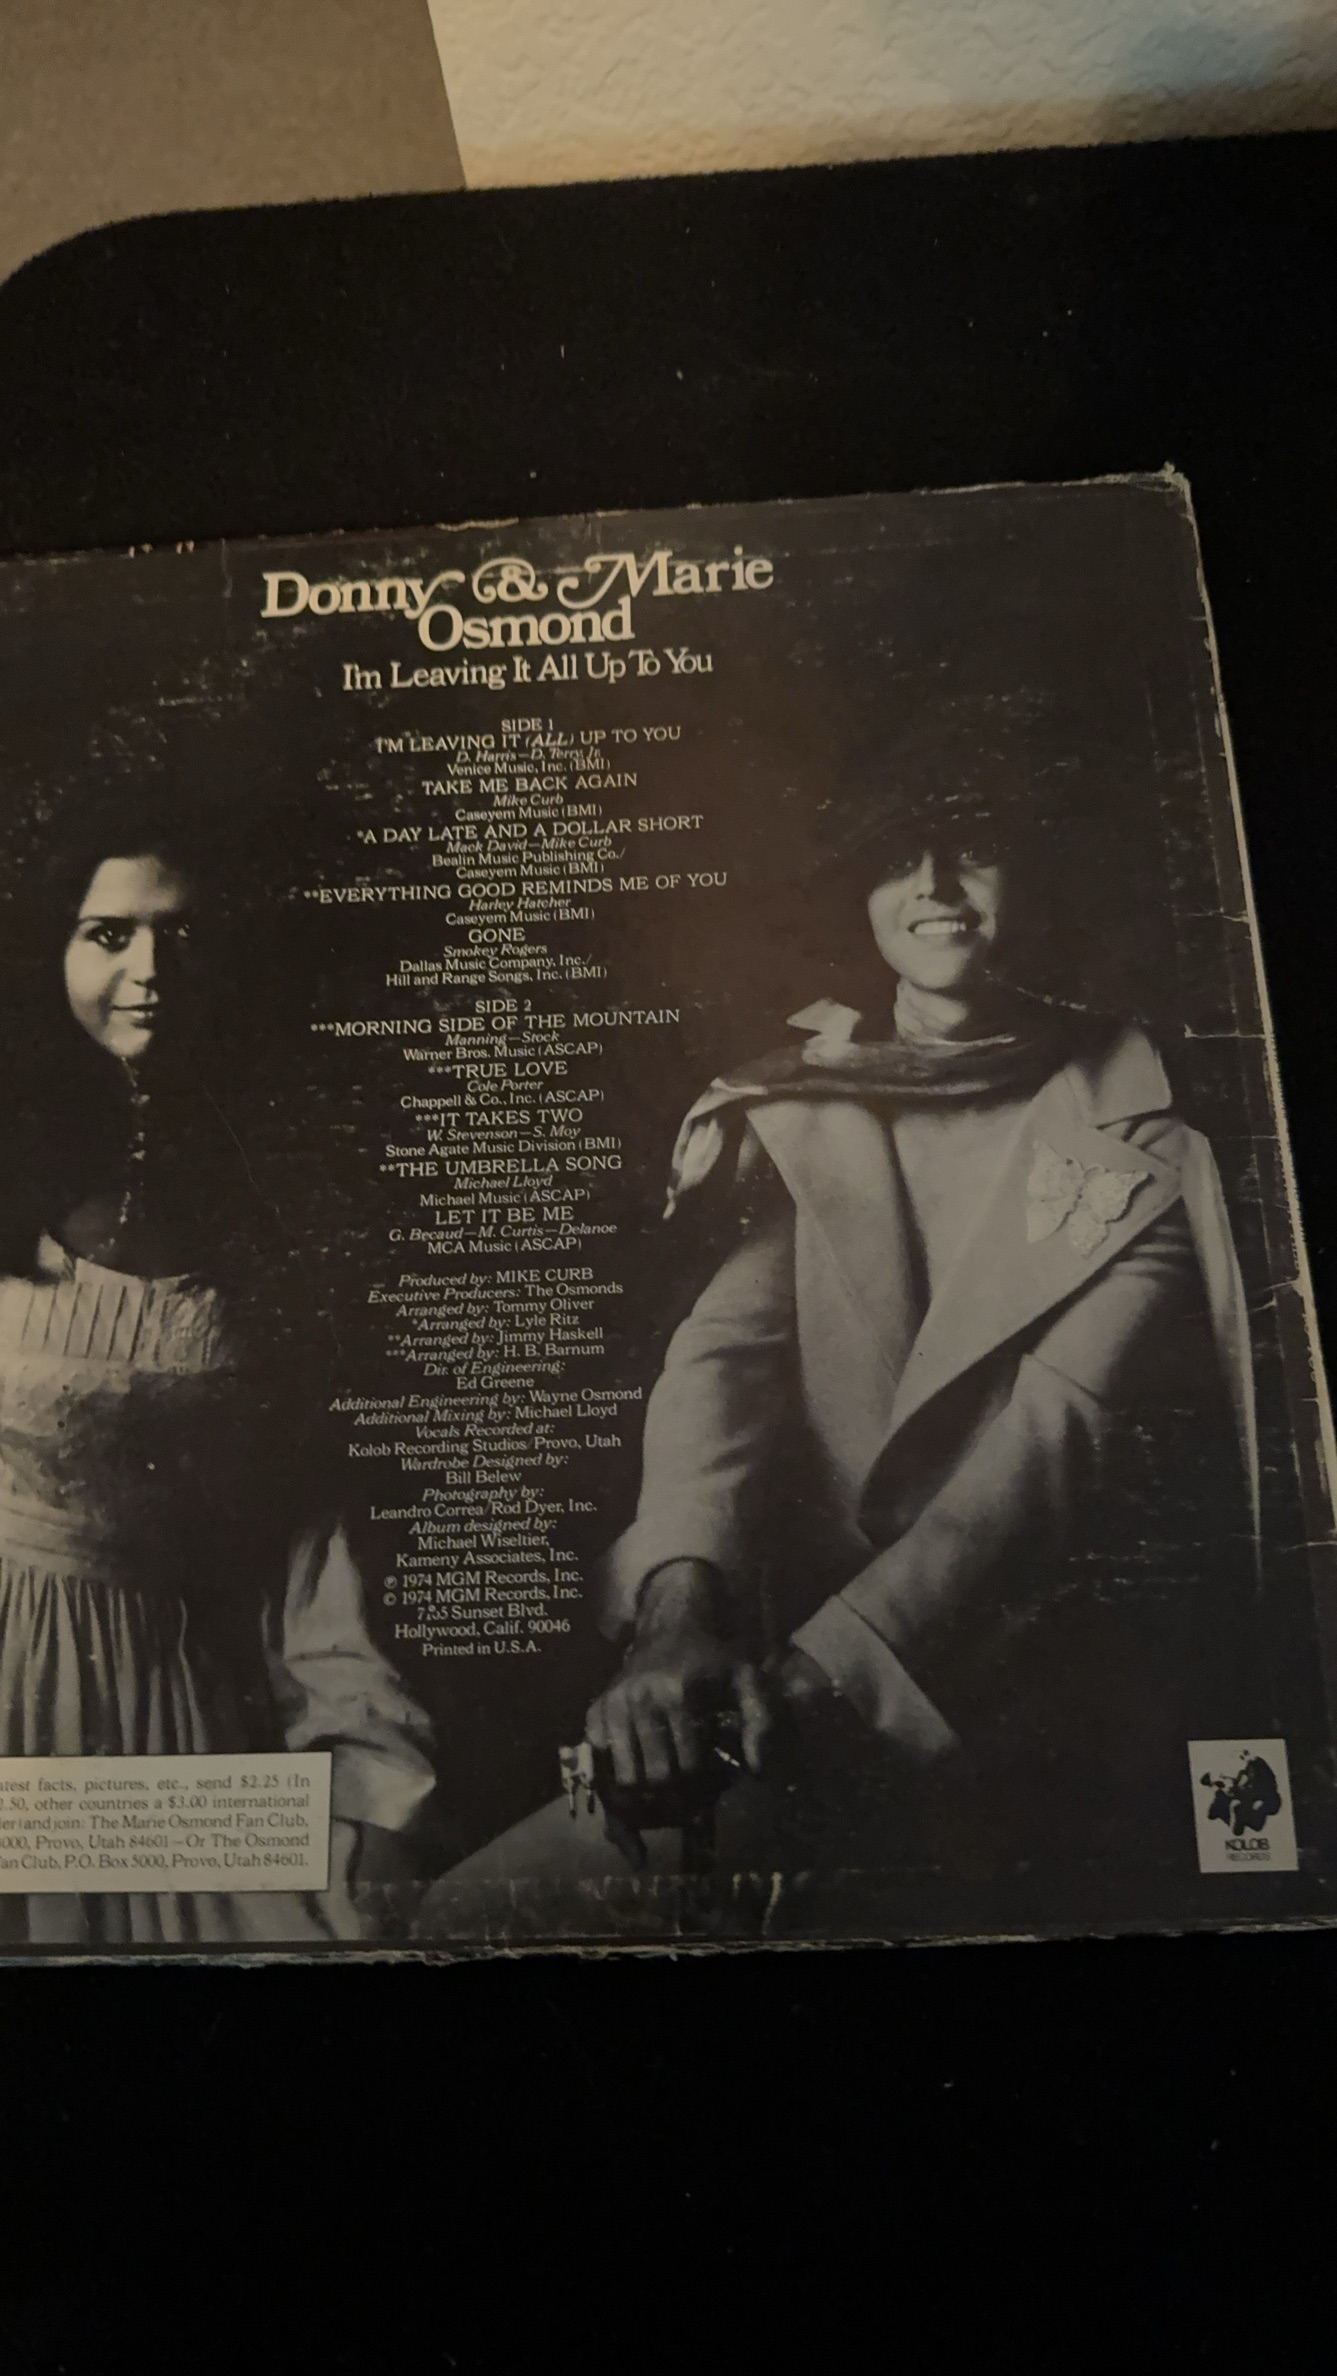 Donny & Marie
Osmond
I'm Leaving It All Up To You
SIDE 1
I'M LEAVING IT (ALL) UP TO YOU
D. Harris—D. Terry, Jr.
Venice Music, Inc. (BMI)
TAKE ME BACK AGAIN
Mike Curb
Caseyem Music (BMI)
*A DAY LATE AND A DOLLAR SHORT
Mack David—Mike Curb
Bealin Music Publishing Co./
Caseyem Music (BMI)
**EVERYTHING GOOD REMINDS ME OF YOU
Harley Hatcher
Caseyem Music (BMI)
GONE
Smokey Rogers
Dallas Music Company, Inc./
Hill and Range Songs, Inc. (BMI)
SIDE 2
***MORNING SIDE OF THE MOUNTAIN
Manning—Stock
Warner Bros. Music (ASCAP)
***TRUE LOVE
Cole Porter
Chappell & Co., Inc. (ASCAP)
***IT TAKES TWO
W. Stevenson—S. Moy
Stone Agate Music Division (BMI)
**THE UMBRELLA SONG
Michael Lloyd
Michael Music (ASCAP)
LET IT BE ME
G. Becaud—M. Curtis—Delanoe
MCA Music (ASCAP)
Produced by: MIKE CURB
Executive Producers: The Osmonds
Arranged by: Tommy Oliver
*Arranged by: Lyle Ritz
**Arranged by: Jimmy Haskell
***Arranged by: H. B. Barnum
Dir. of Engineering:
Ed Greene
Additional Engineering by: Wayne Osmond
Additional Mixing by: Michael Lloyd
Vocals Recorded at:
Kolob Recording Studios/Provo, Utah
Wardrobe Designed by:
Bill Belew
Photography by:
Leandro Correa/Rod Dyer, Inc.
Album designed by:
Michael Wiseltier,
Kameny Associates, Inc.
℗ 1974 MGM Records, Inc.
© 1974 MGM Records, Inc.
Sunset Blvd.
Hollywood, Calif. 90046
Printed in U.S.A.
facts, pictures, etc., send $2.25 (In
.50, other countries a $3.00 international
and join: The Marie Osmond Fan Club,
000, Provo, Utah 84601—Or The Osmond
Fan Club, P.O. Box 5000, Provo, Utah 84601.
KOLOB
RECORDS